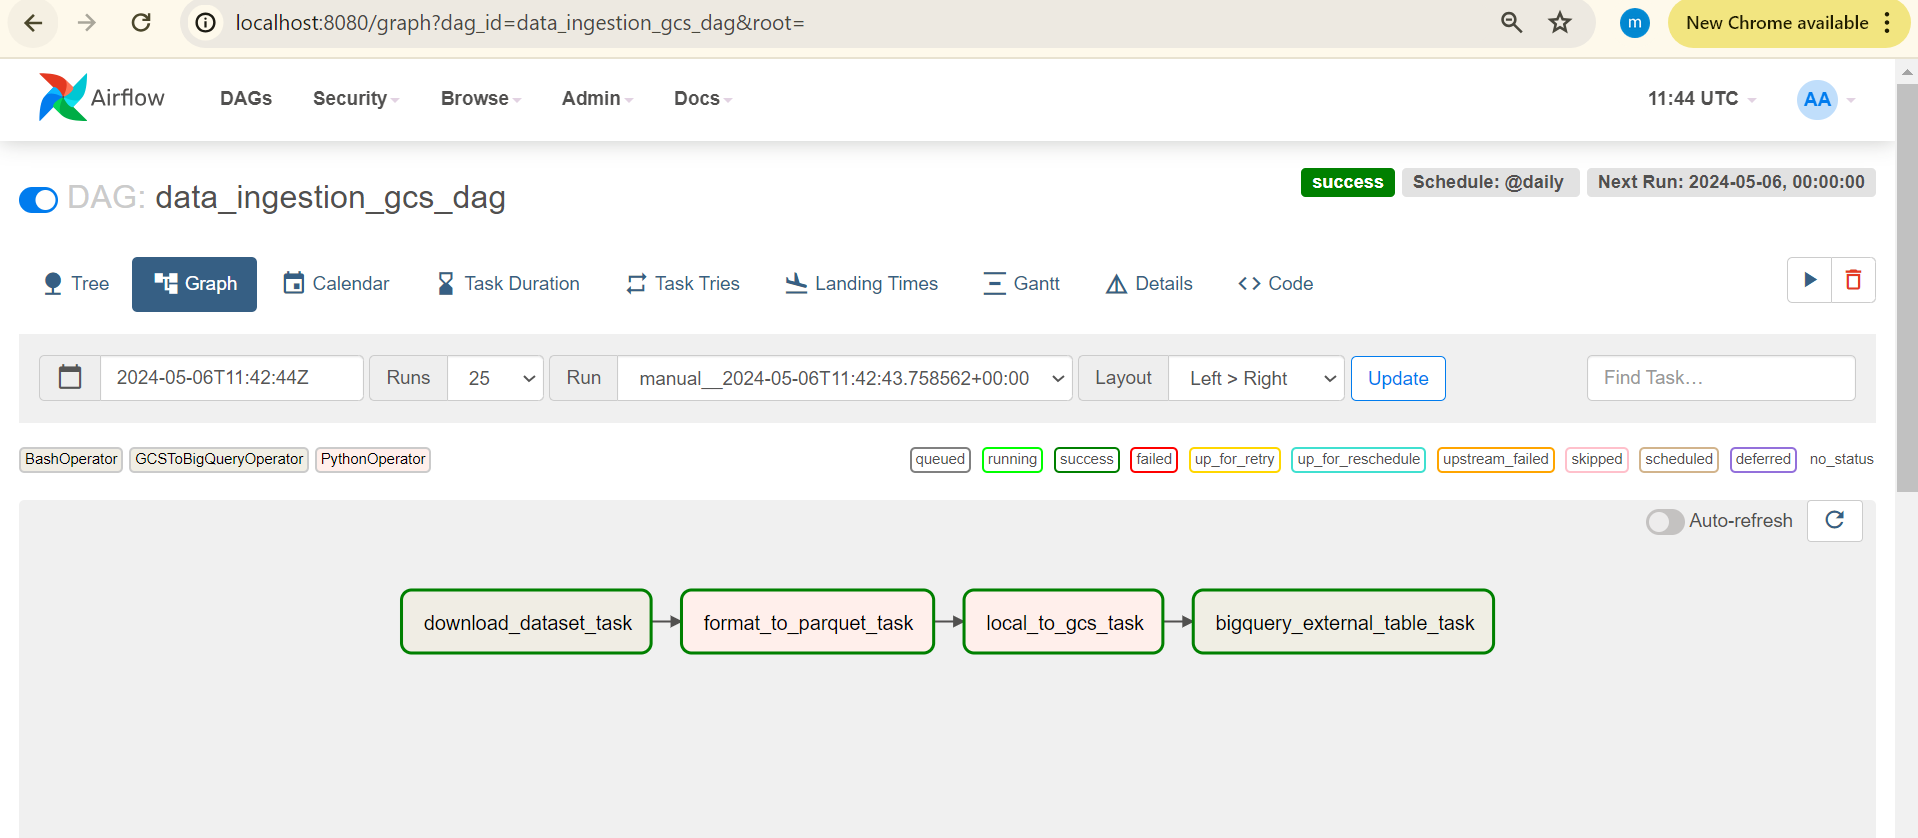 localhost:8080/graph?dag_id=data_ingestion_gcs_dag&root=
m
New Chrome available
Airflow
DAGs
Security
Browse
Admin
Docs
11:44 UTC
AA
DAG: data_ingestion_gcs_dag
success
Schedule: @daily
Next Run: 2024-05-06, 00:00:00
Tree
Graph
Calendar
Task Duration
Task Tries
Landing Times
Gantt
Details
Code
2024-05-06T11:42:44Z
Runs
25
Run
manual__2024-05-06T11:42:43.758562+00:00
Layout
Left > Right
Update
Find Task…
BashOperator
GCSToBigQueryOperator
PythonOperator
queued
running
success
failed
up_for_retry
up_for_reschedule
upstream_failed
skipped
scheduled
deferred
no_status
Auto-refresh
download_dataset_task
format_to_parquet_task
local_to_gcs_task
bigquery_external_table_task